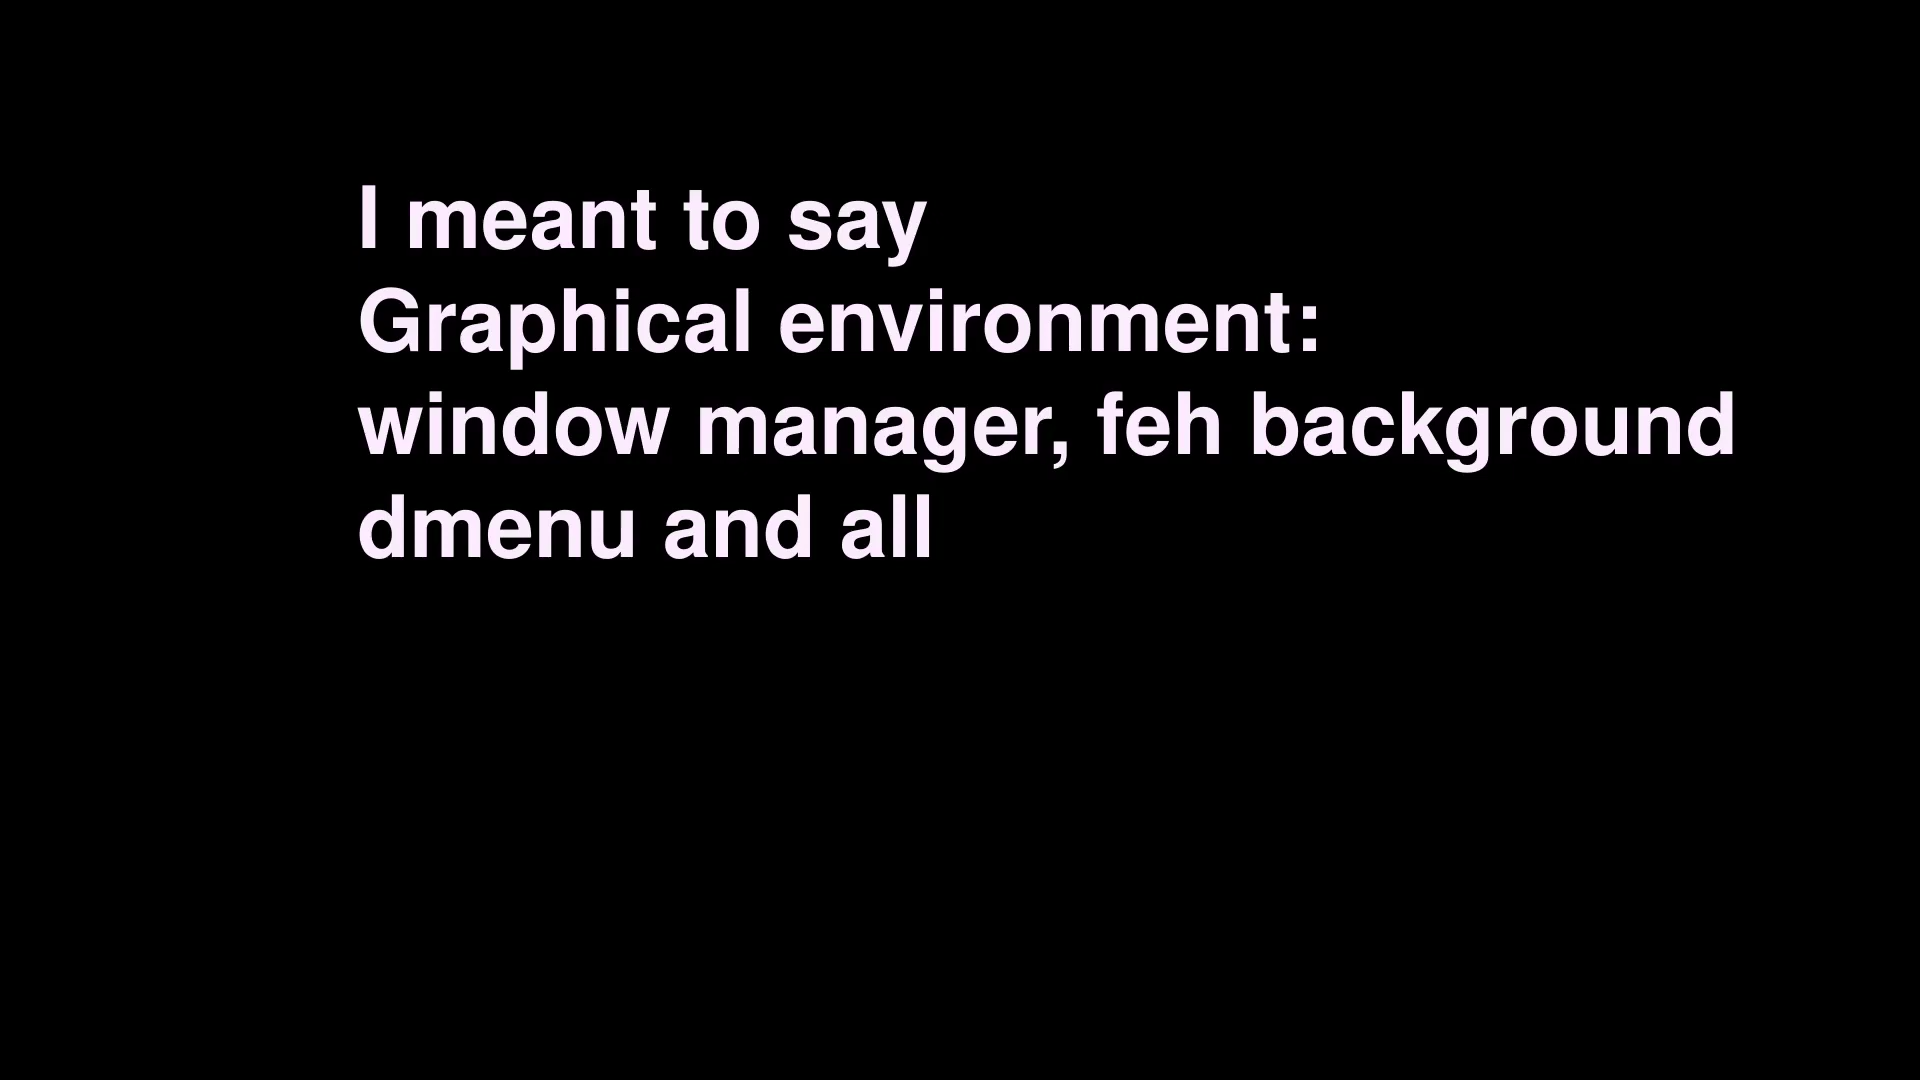 I meant to say
Graphical environment:
window manager, feh background
dmenu and all